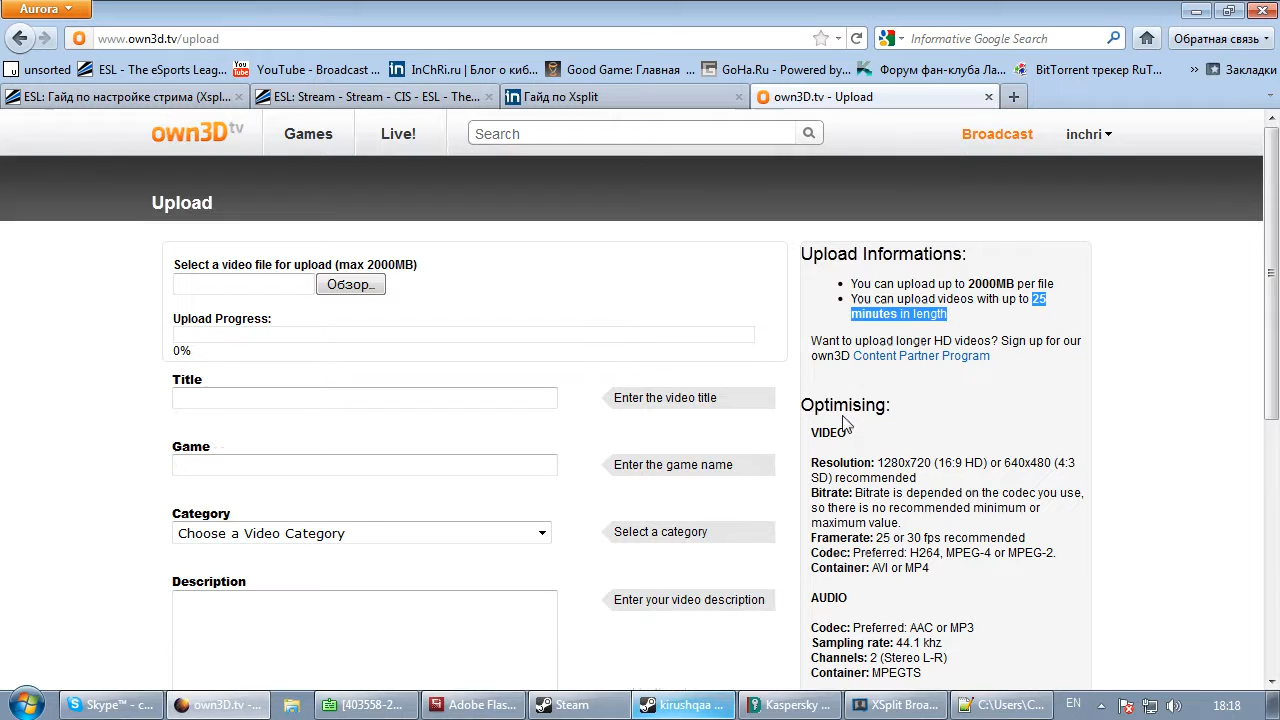 Aurora
www.own3d.tv/upload
Informative Google Search
Обратная связь
unsorted
ESL - The eSports Leag...
YouTube - Broadcast ...
InChRi.ru | Блог о киб...
Good Game: Главная ...
GoHa.Ru - Powered by...
Форум фан-клуба Ла...
BitTorrent трекер RuT...
»
Закладки
ESL: Гайд по настройке стрима (Xspl...
ESL: Stream - Stream - CIS - ESL - The...
Гайд по Xsplit
own3D.tv - Upload
own3D tv
Games
Live!
Search
Broadcast
inchri
Upload
Select a video file for upload (max 2000MB)
Обзор...
Upload Progress:
0%
Title
Enter the video title
Game
Enter the game name
Category
Choose a Video Category
Select a category
Description
Enter your video description
Upload Informations:
You can upload up to 2000MB per file
You can upload videos with up to 25
minutes in length
Want to upload longer HD videos? Sign up for our
own3D Content Partner Program
Optimising:
VIDEO
Resolution: 1280x720 (16:9 HD) or 640x480 (4:3
SD) recommended
Bitrate: Bitrate is depended on the codec you use,
so there is no recommended minimum or
maximum value.
Framerate: 25 or 30 fps recommended
Codec: Preferred: H264, MPEG-4 or MPEG-2.
Container: AVI or MP4
AUDIO
Codec: Preferred: AAC or MP3
Sampling rate: 44.1 khz
Channels: 2 (Stereo L-R)
Container: MPEGTS
Skype™ - c...
own3D.tv -...
[403558-2...
Adobe Flas...
Steam
kirushqaa ...
Kaspersky ...
XSplit Broa...
C:\Users\C...
EN
18:18